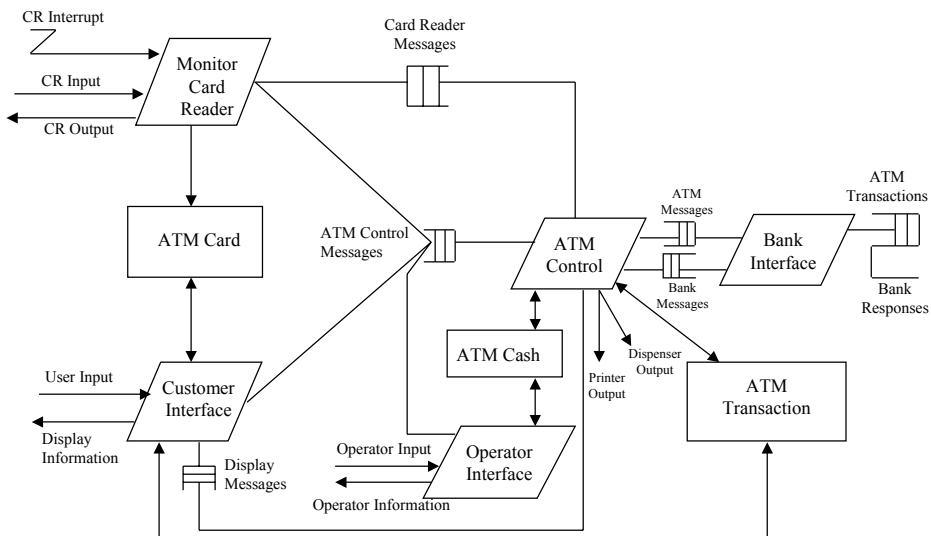 CR Interrupt
Card Reader
Messages
Monitor
Card
Reader
CR Input
CR Output
ATM Card
ATM Control
Messages
ATM
Control
ATM
Messages
Bank
Messages
Bank
Interface
ATM
Transactions
Bank
Responses
ATM Cash
Printer
Output
Dispenser
Output
ATM
Transaction
User Input
Display
Information
Customer
Interface
Display
Messages
Operator Input
Operator Information
Operator
Interface